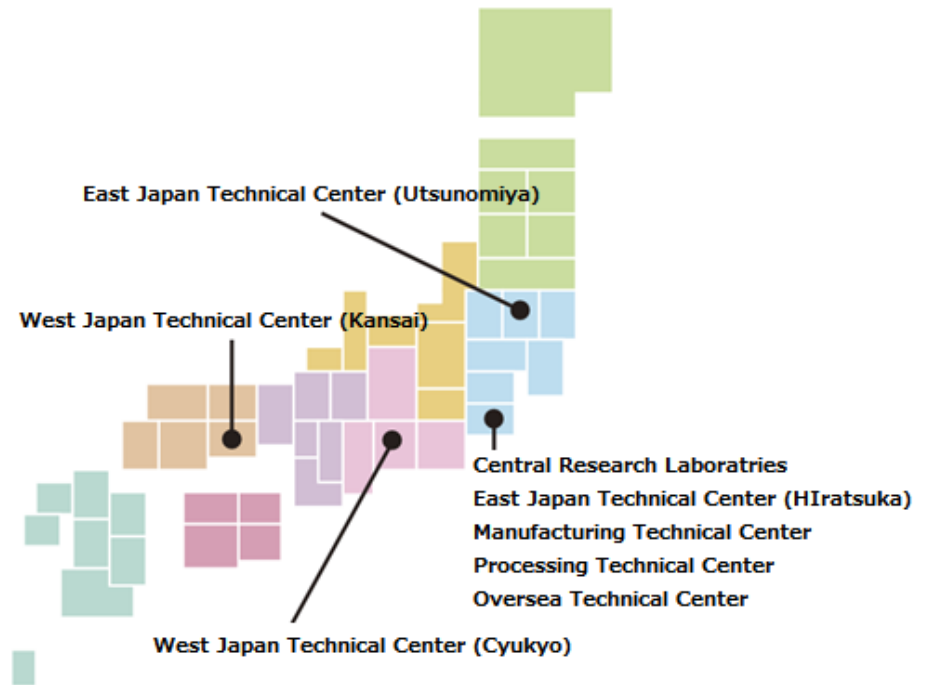 East Japan Technical Center (Utsunomiya)
West Japan Technical Center (Kansai)
Central Research Laboratries
East Japan Technical Center (HIratsuka)
Manufacturing Technical Center
Processing Technical Center
Oversea Technical Center
West Japan Technical Center (Cyukyo)